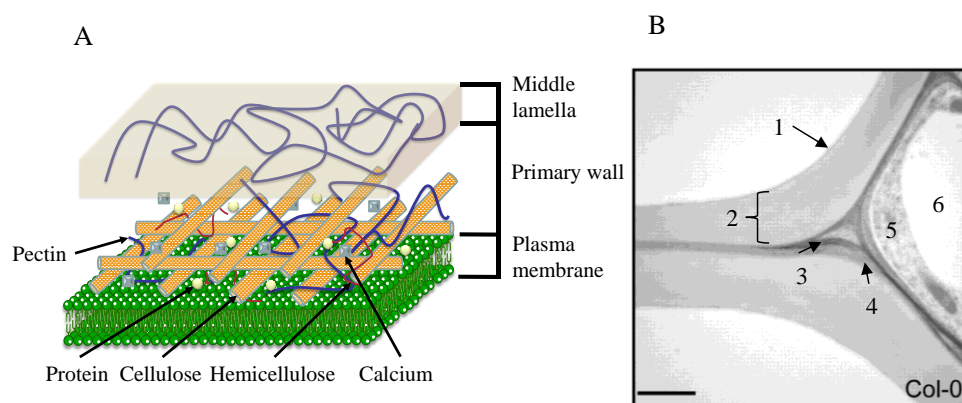 A
Middle
lamella
Primary wall
Plasma
membrane
Pectin
Protein Cellulose Hemicellulose Calcium
B
1
2
3
4
5
6
Col-0